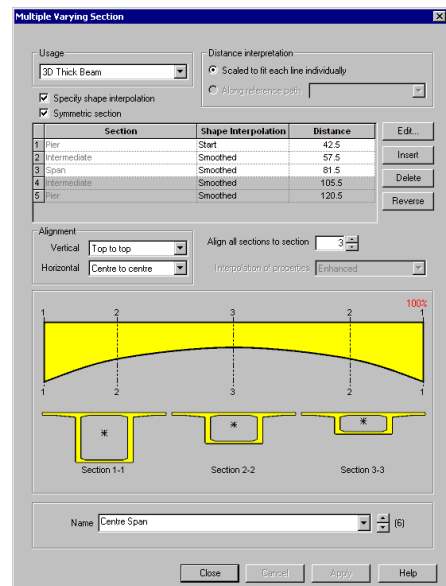 Multiple Varying Section
Usage
3D Thick Beam
Distance interpretation
Scaled to fit each line individually
Along reference path
Specify shape interpolation
Symmetric section
Section Shape Interpolation Distance
1 Pier Start 42.5
2 Intermediate Smoothed 57.5
3 Span Smoothed 81.5
4 Intermediate Smoothed 105.5
5 Pier Smoothed 120.5
Edit...
Insert
Delete
Reverse
Alignment
Vertical Top to top
Horizontal Centre to centre
Align all sections to section 3
Interpolation of properties Enhanced
100%
1 2 3 2 1
1 2 3 2 1
Section 1-1 Section 2-2 Section 3-3
Name Centre Span (6)
Close Cancel Apply Help